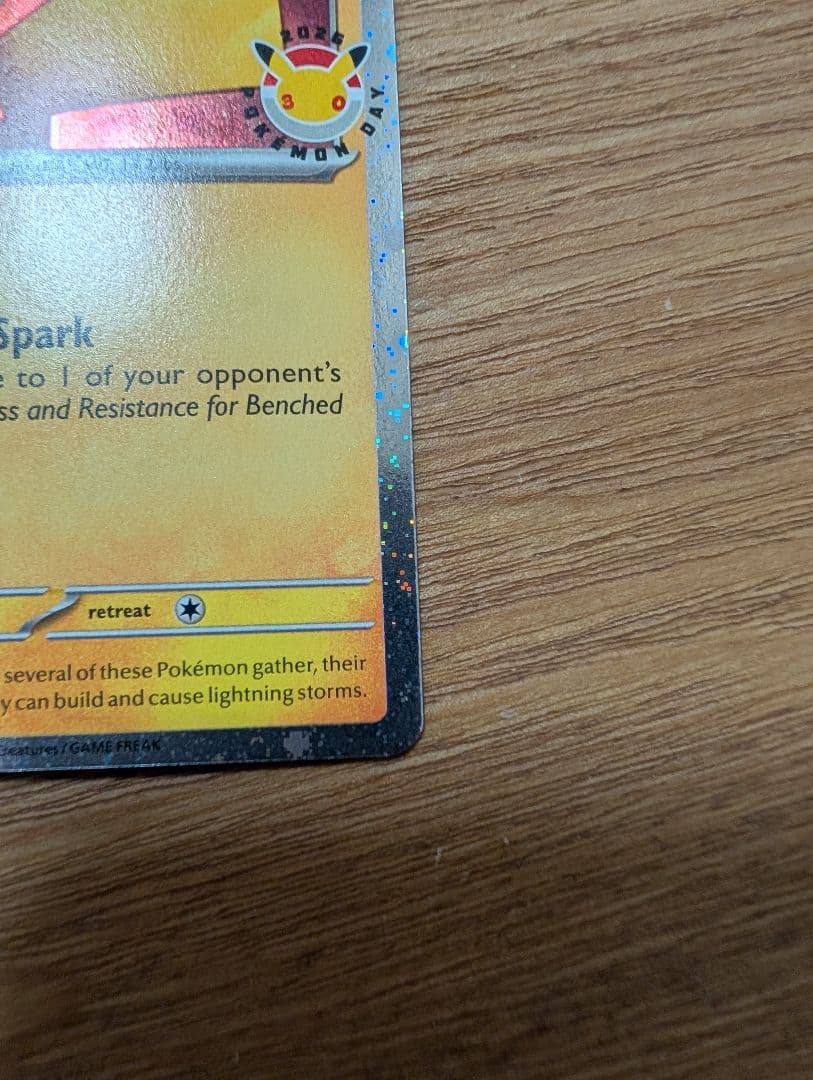 2026
3 0
POKÉMON DAY
Spark
to 1 of your opponent's
and Resistance for Benched
retreat
several of these Pokémon gather, their
can build and cause lightning storms.
Creatures / GAME FREAK